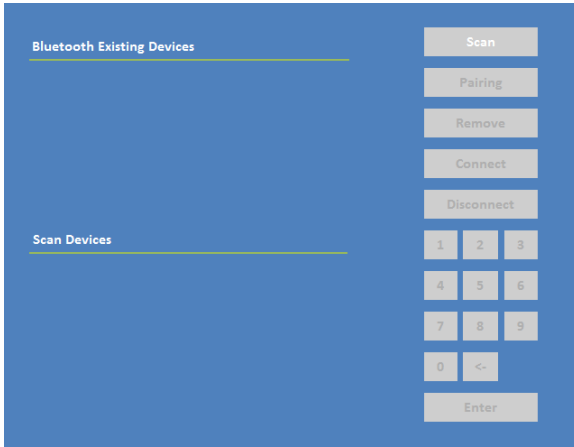 Bluetooth Existing Devices
Scan
Pairing
Remove
Connect
Disconnect
Scan Devices
1 2 3
4 5 6
7 8 9
0 <-
Enter